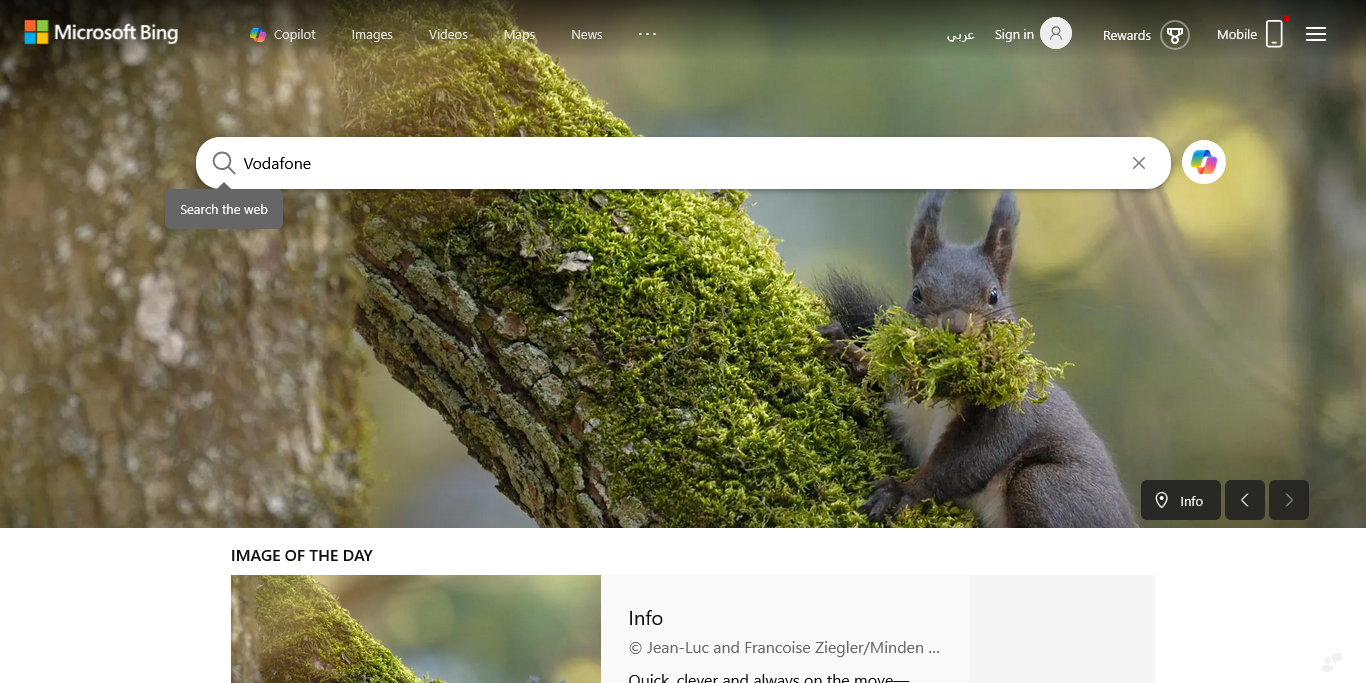 Microsoft Bing
Copilot
Images
Videos
Maps
News
عربي
Sign in
Rewards
Mobile
Vodafone
Search the web
Info
IMAGE OF THE DAY
Info
© Jean-Luc and Francoise Ziegler/Minden ...
Quick, clever and always on the move—